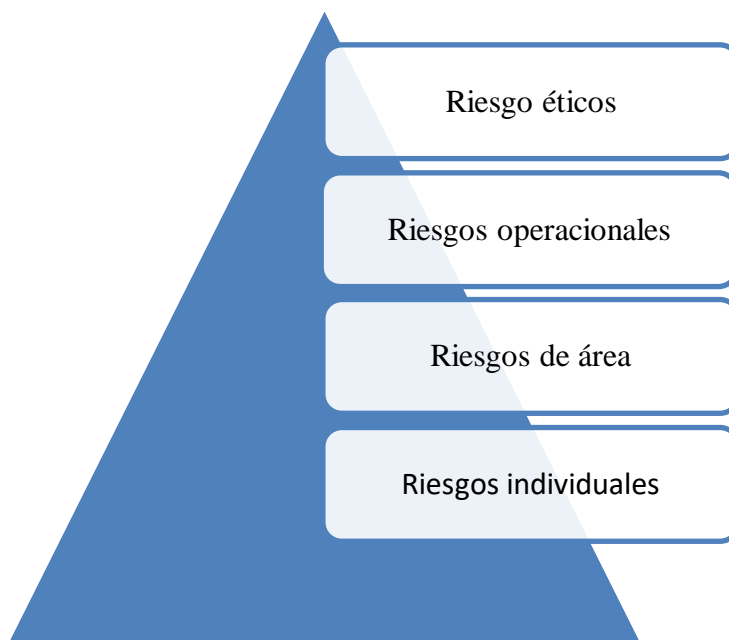 Riesgo éticos
Riesgos operacionales
Riesgos de área
Riesgos individuales